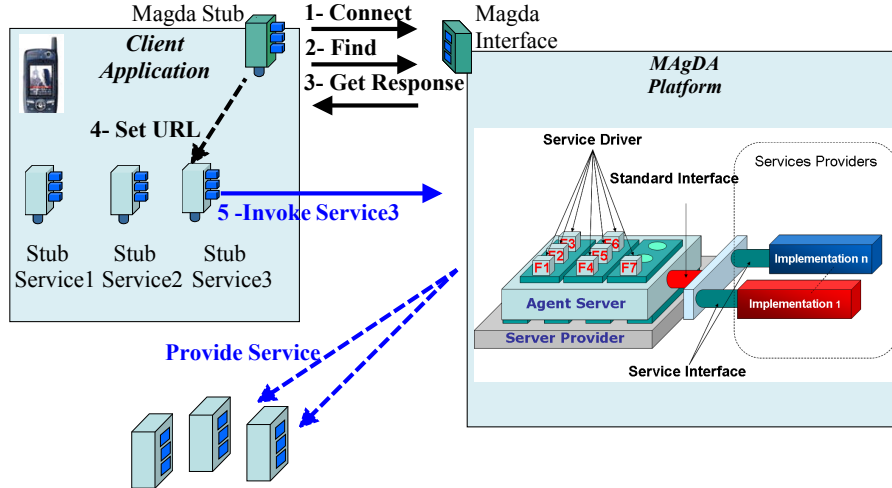 Magda Stub
1- Connect
Magda
Interface
Client
Application
2- Find
3- Get Response
MAgDA
Platform
4- Set URL
Service Driver
Services Providers
Standard Interface
F3
F6
F2
F5
F1
F4
F7
5 -Invoke Service3
Implementation n
Stub
Service1
Stub
Service2
Stub
Service3
Agent Server
Implementation 1
Server Provider
Provide Service
Service Interface